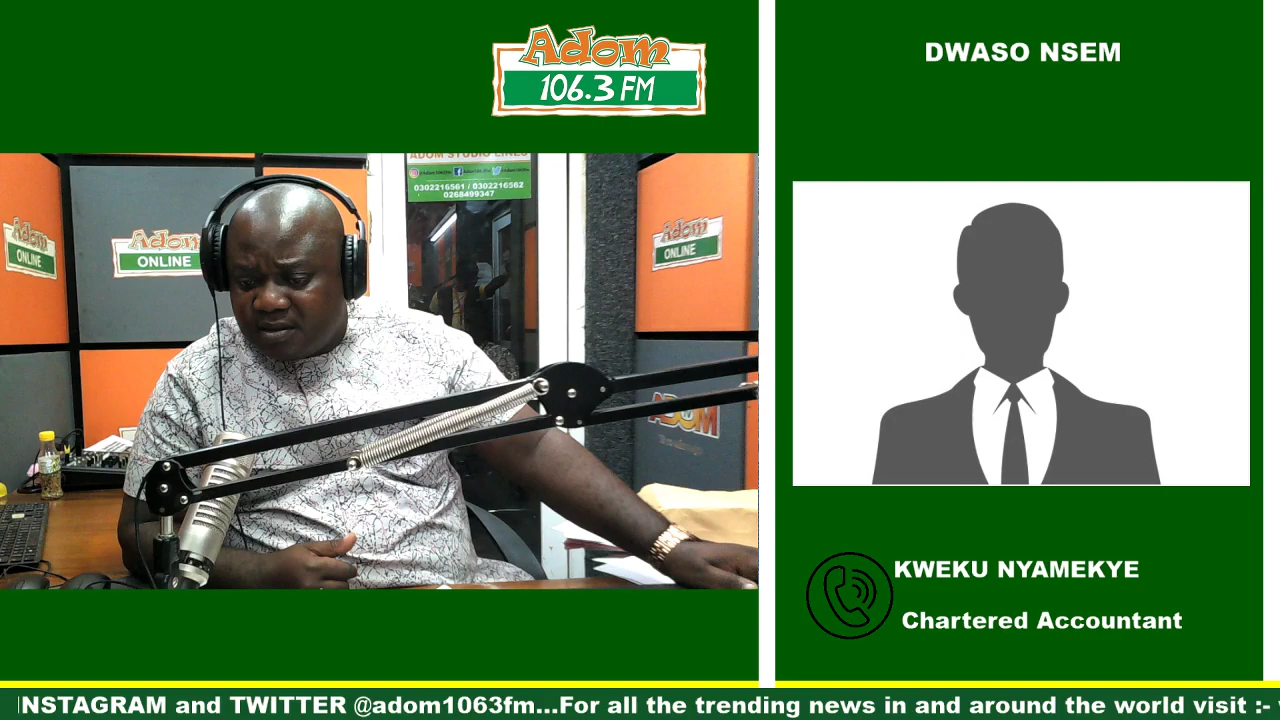 Adom
106.3 FM
DWASO NSEM
ADOM STUDIO LINES
0302216561 / 0302216562
0268499347
Adom
ONLINE
Adom
ONLINE
Adom
ONLINE
ADOM
KWEKU NYAMEKYE
Chartered Accountant
INSTAGRAM and TWITTER @adom1063fm...For all the trending news in and around the world visit :-